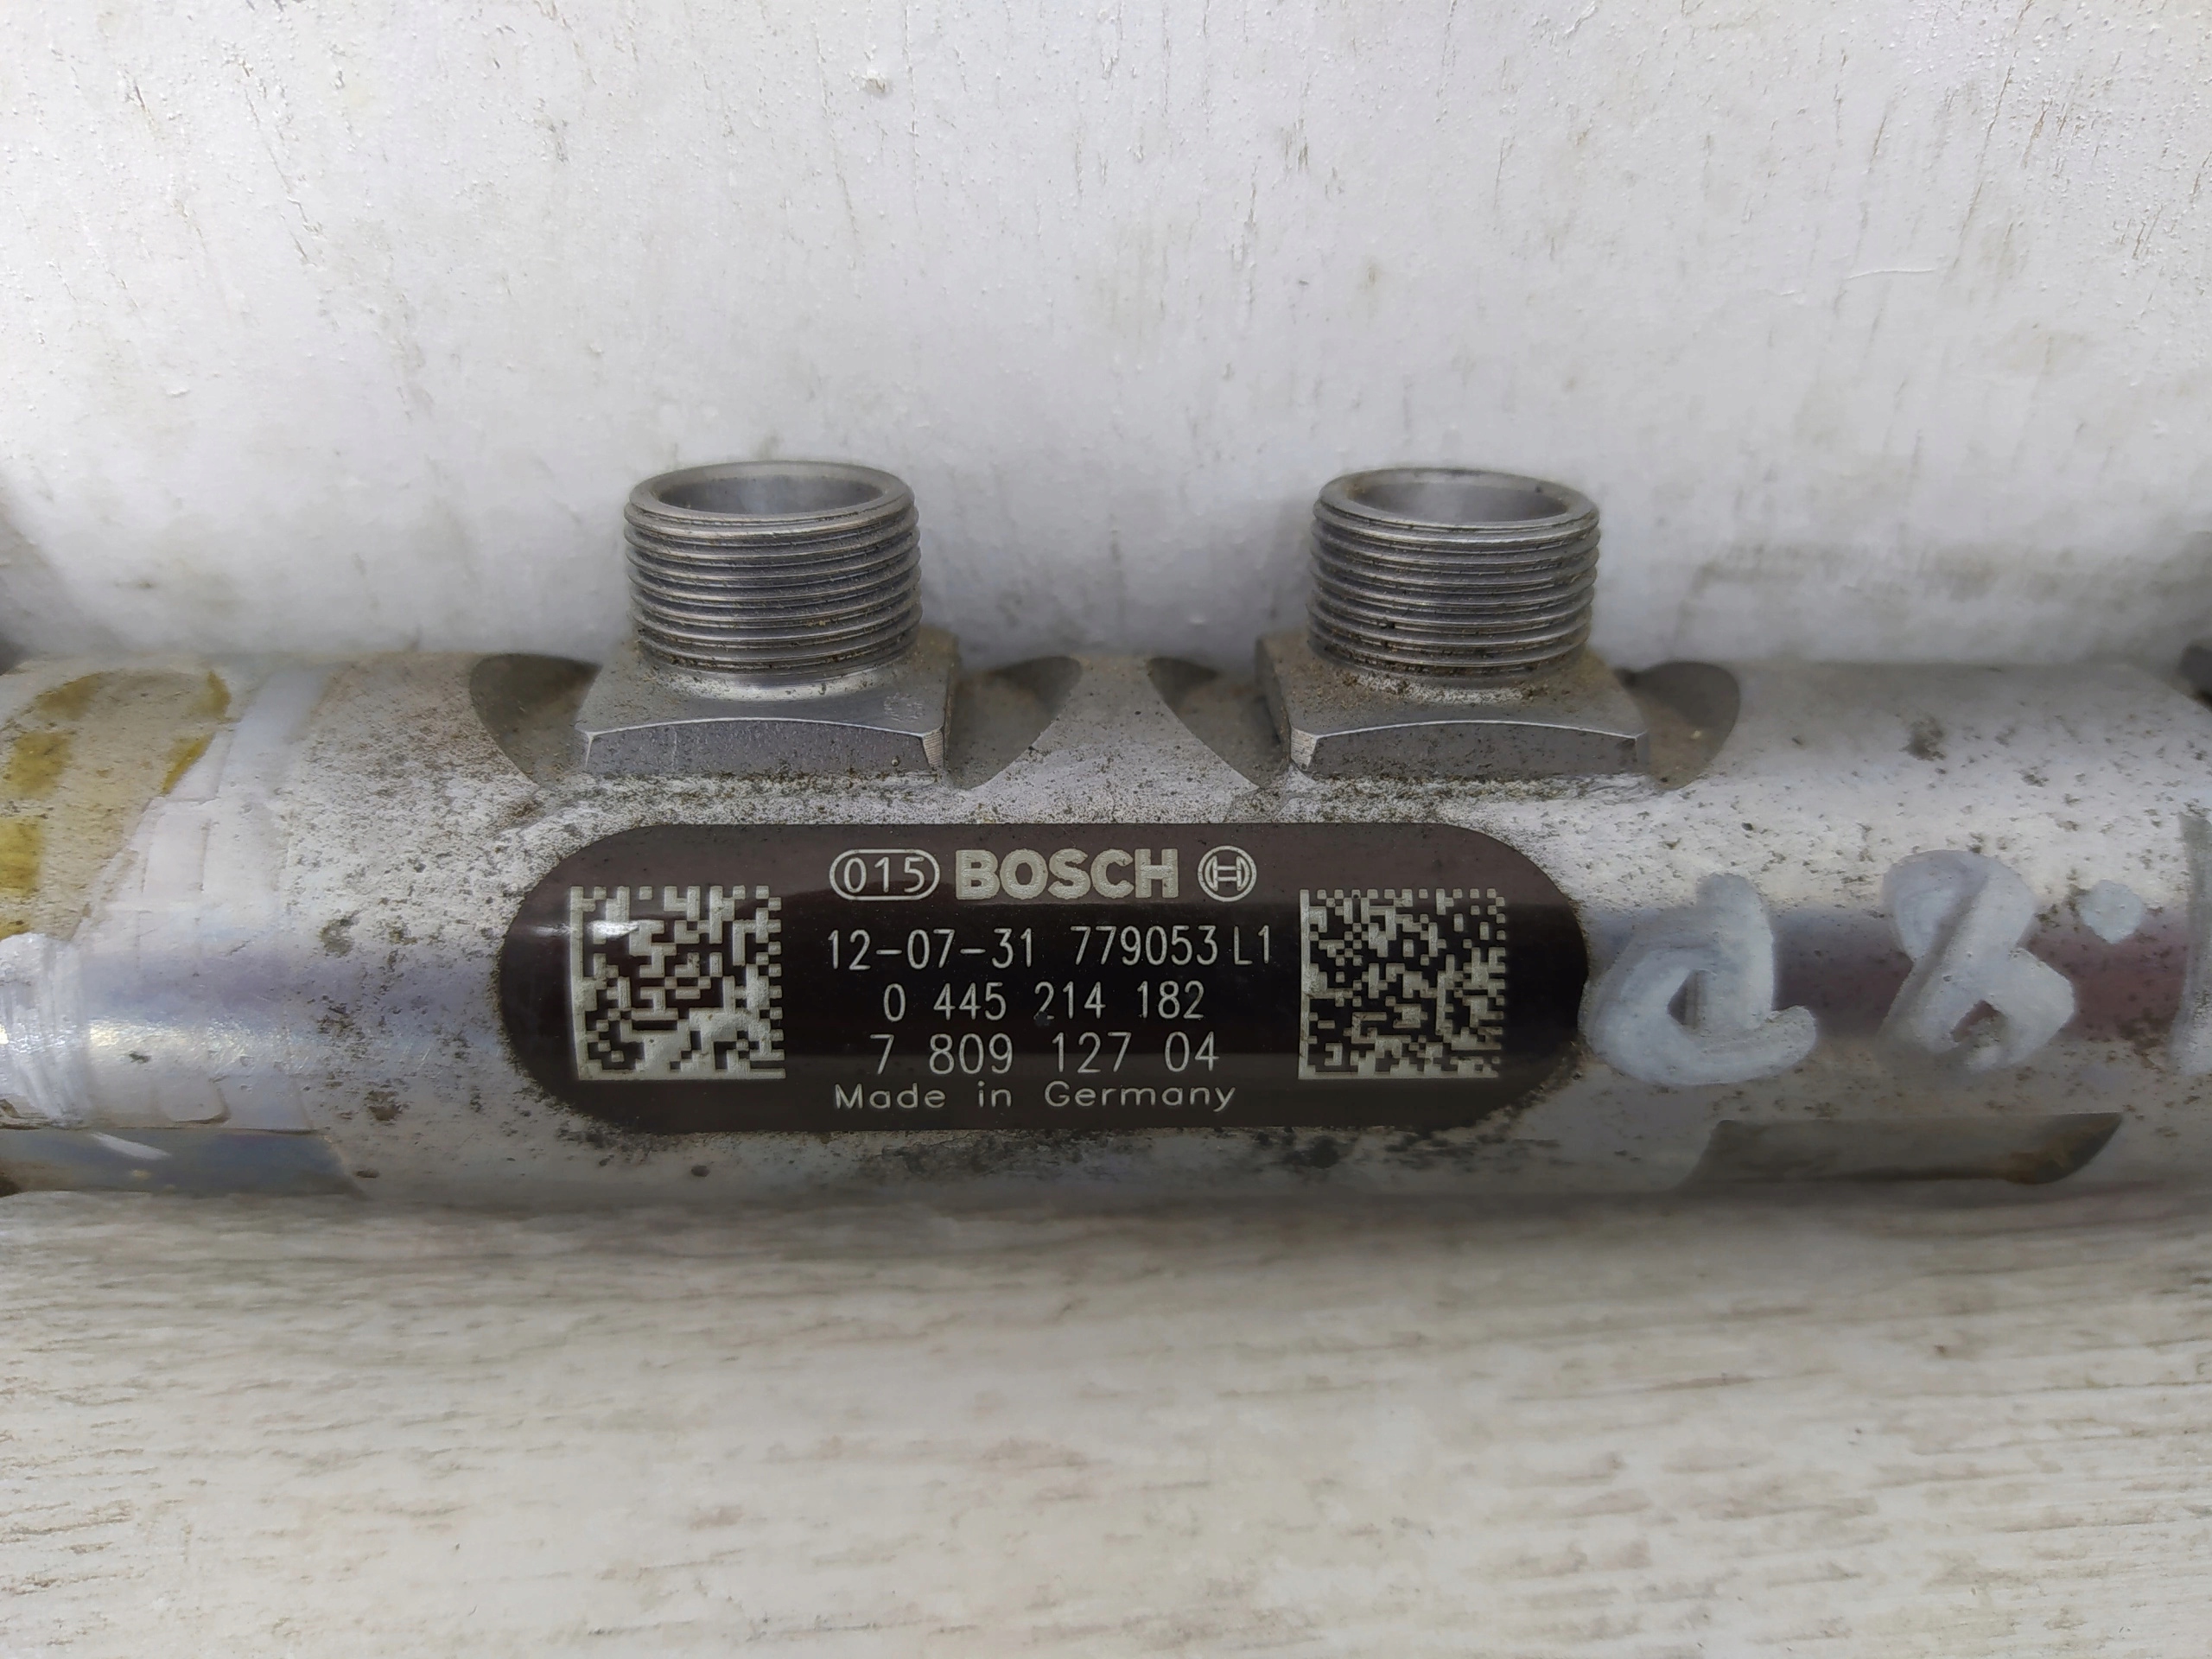 015 BOSCH
12-07-31 779053 L1
0 445 214 182
7 809 127 04
Made in Germany